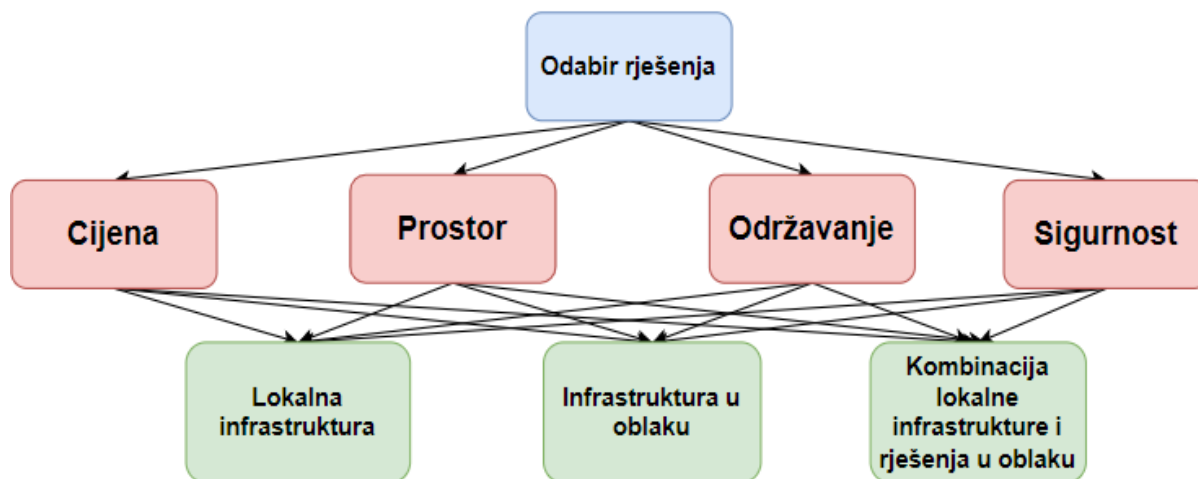 Odabir rješenja
Cijena
Prostor
Održavanje
Sigurnost
Lokalna
infrastruktura
Infrastruktura u
oblaku
Kombinacija
lokalne
infrastrukture i
rješenja u oblaku